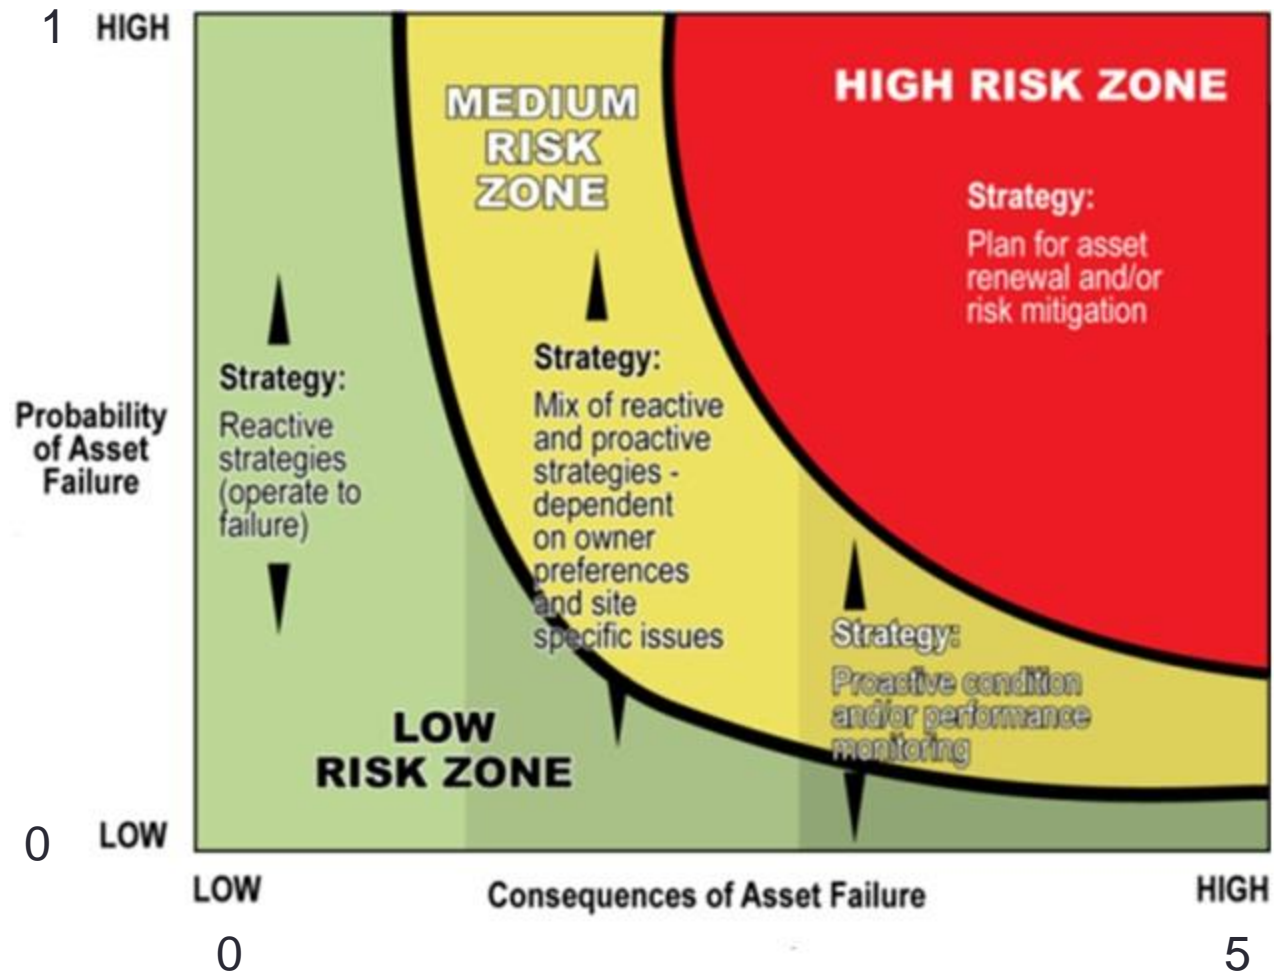 1
HIGH
MEDIUM
RISK
ZONE
HIGH RISK ZONE
Strategy:
Plan for asset
renewal and/or
risk mitigation
Strategy:
Reactive
strategies
(operate to
failure)
Strategy:
Mix of reactive
and proactive
strategies -
dependent
on owner
preferences
and site
specific issues
Probability
of Asset
Failure
Strategy:
Proactive condition
and/or performance
monitoring
LOW
RISK ZONE
0
LOW
LOW
Consequences of Asset Failure
HIGH
0
5